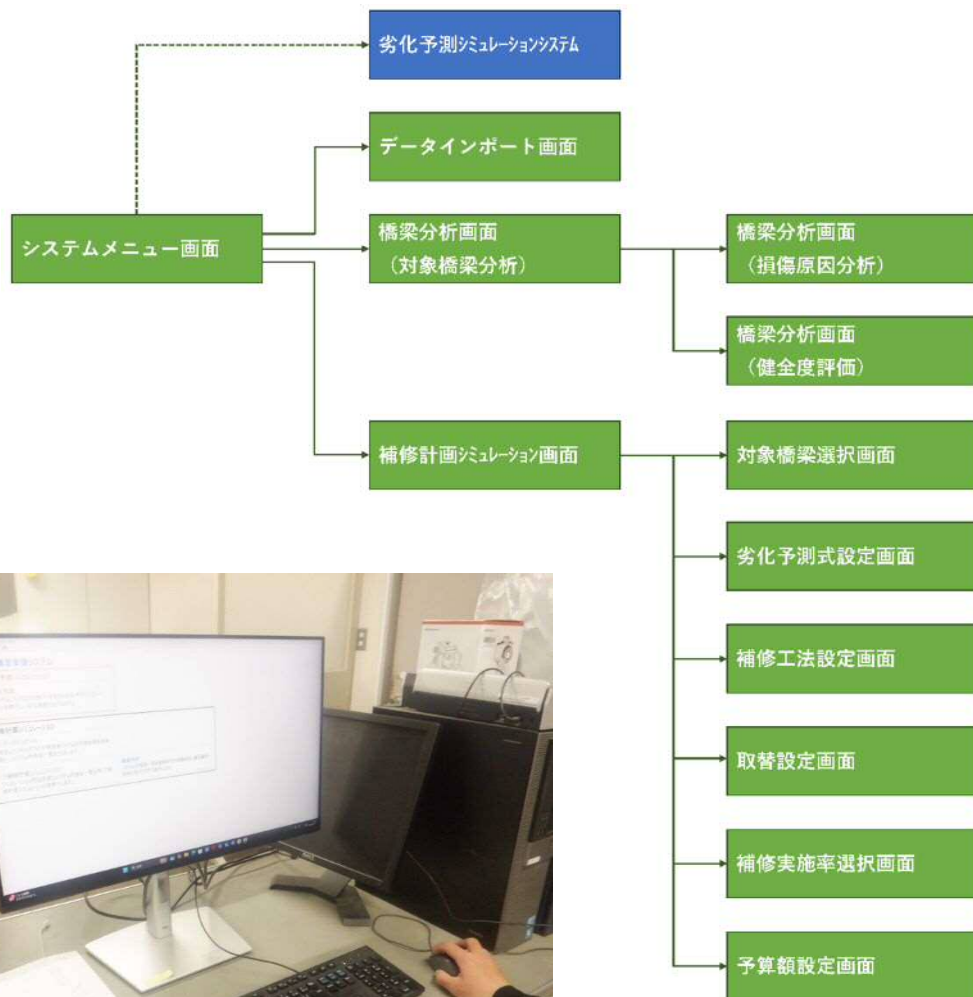 劣化予測ｼﾐｭﾚｰｼｮﾝｼｽﾃﾑ
データインポート画面
システムメニュー画面
橋梁分析画面
（対象橋梁分析）
橋梁分析画面
（損傷原因分析）
橋梁分析画面
（健全度評価）
補修計画ｼﾐｭﾚｰｼｮﾝ画面
対象橋梁選択画面
劣化予測式設定画面
補修工法設定画面
取替設定画面
補修実施率選択画面
予算額設定画面